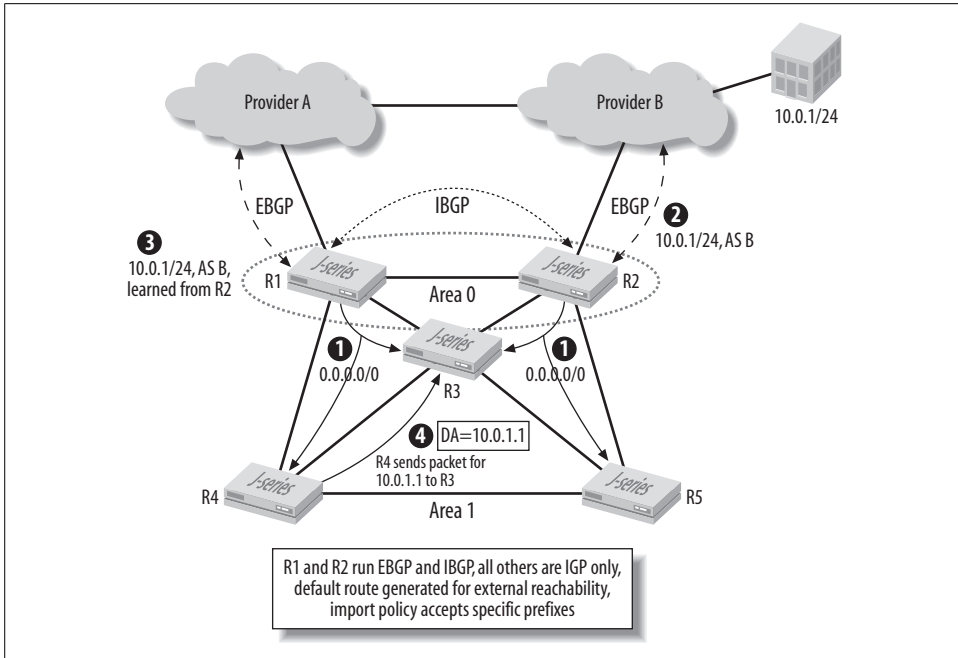 Provider A
Provider B
10.0.1/24
EBGP
IBGP
EBGP
2
10.0.1/24, AS B
3
10.0.1/24, AS B,
learned from R2
R1
J-series
Area 0
J-series
R2
J-series
R3
1
0.0.0.0/0
1
0.0.0.0/0
4
DA=10.0.1.1
R4 sends packet for
10.0.1.1 to R3
R4
J-series
Area 1
J-series
R5
R1 and R2 run EBGP and IBGP, all others are IGP only,
default route generated for external reachability,
import policy accepts specific prefixes